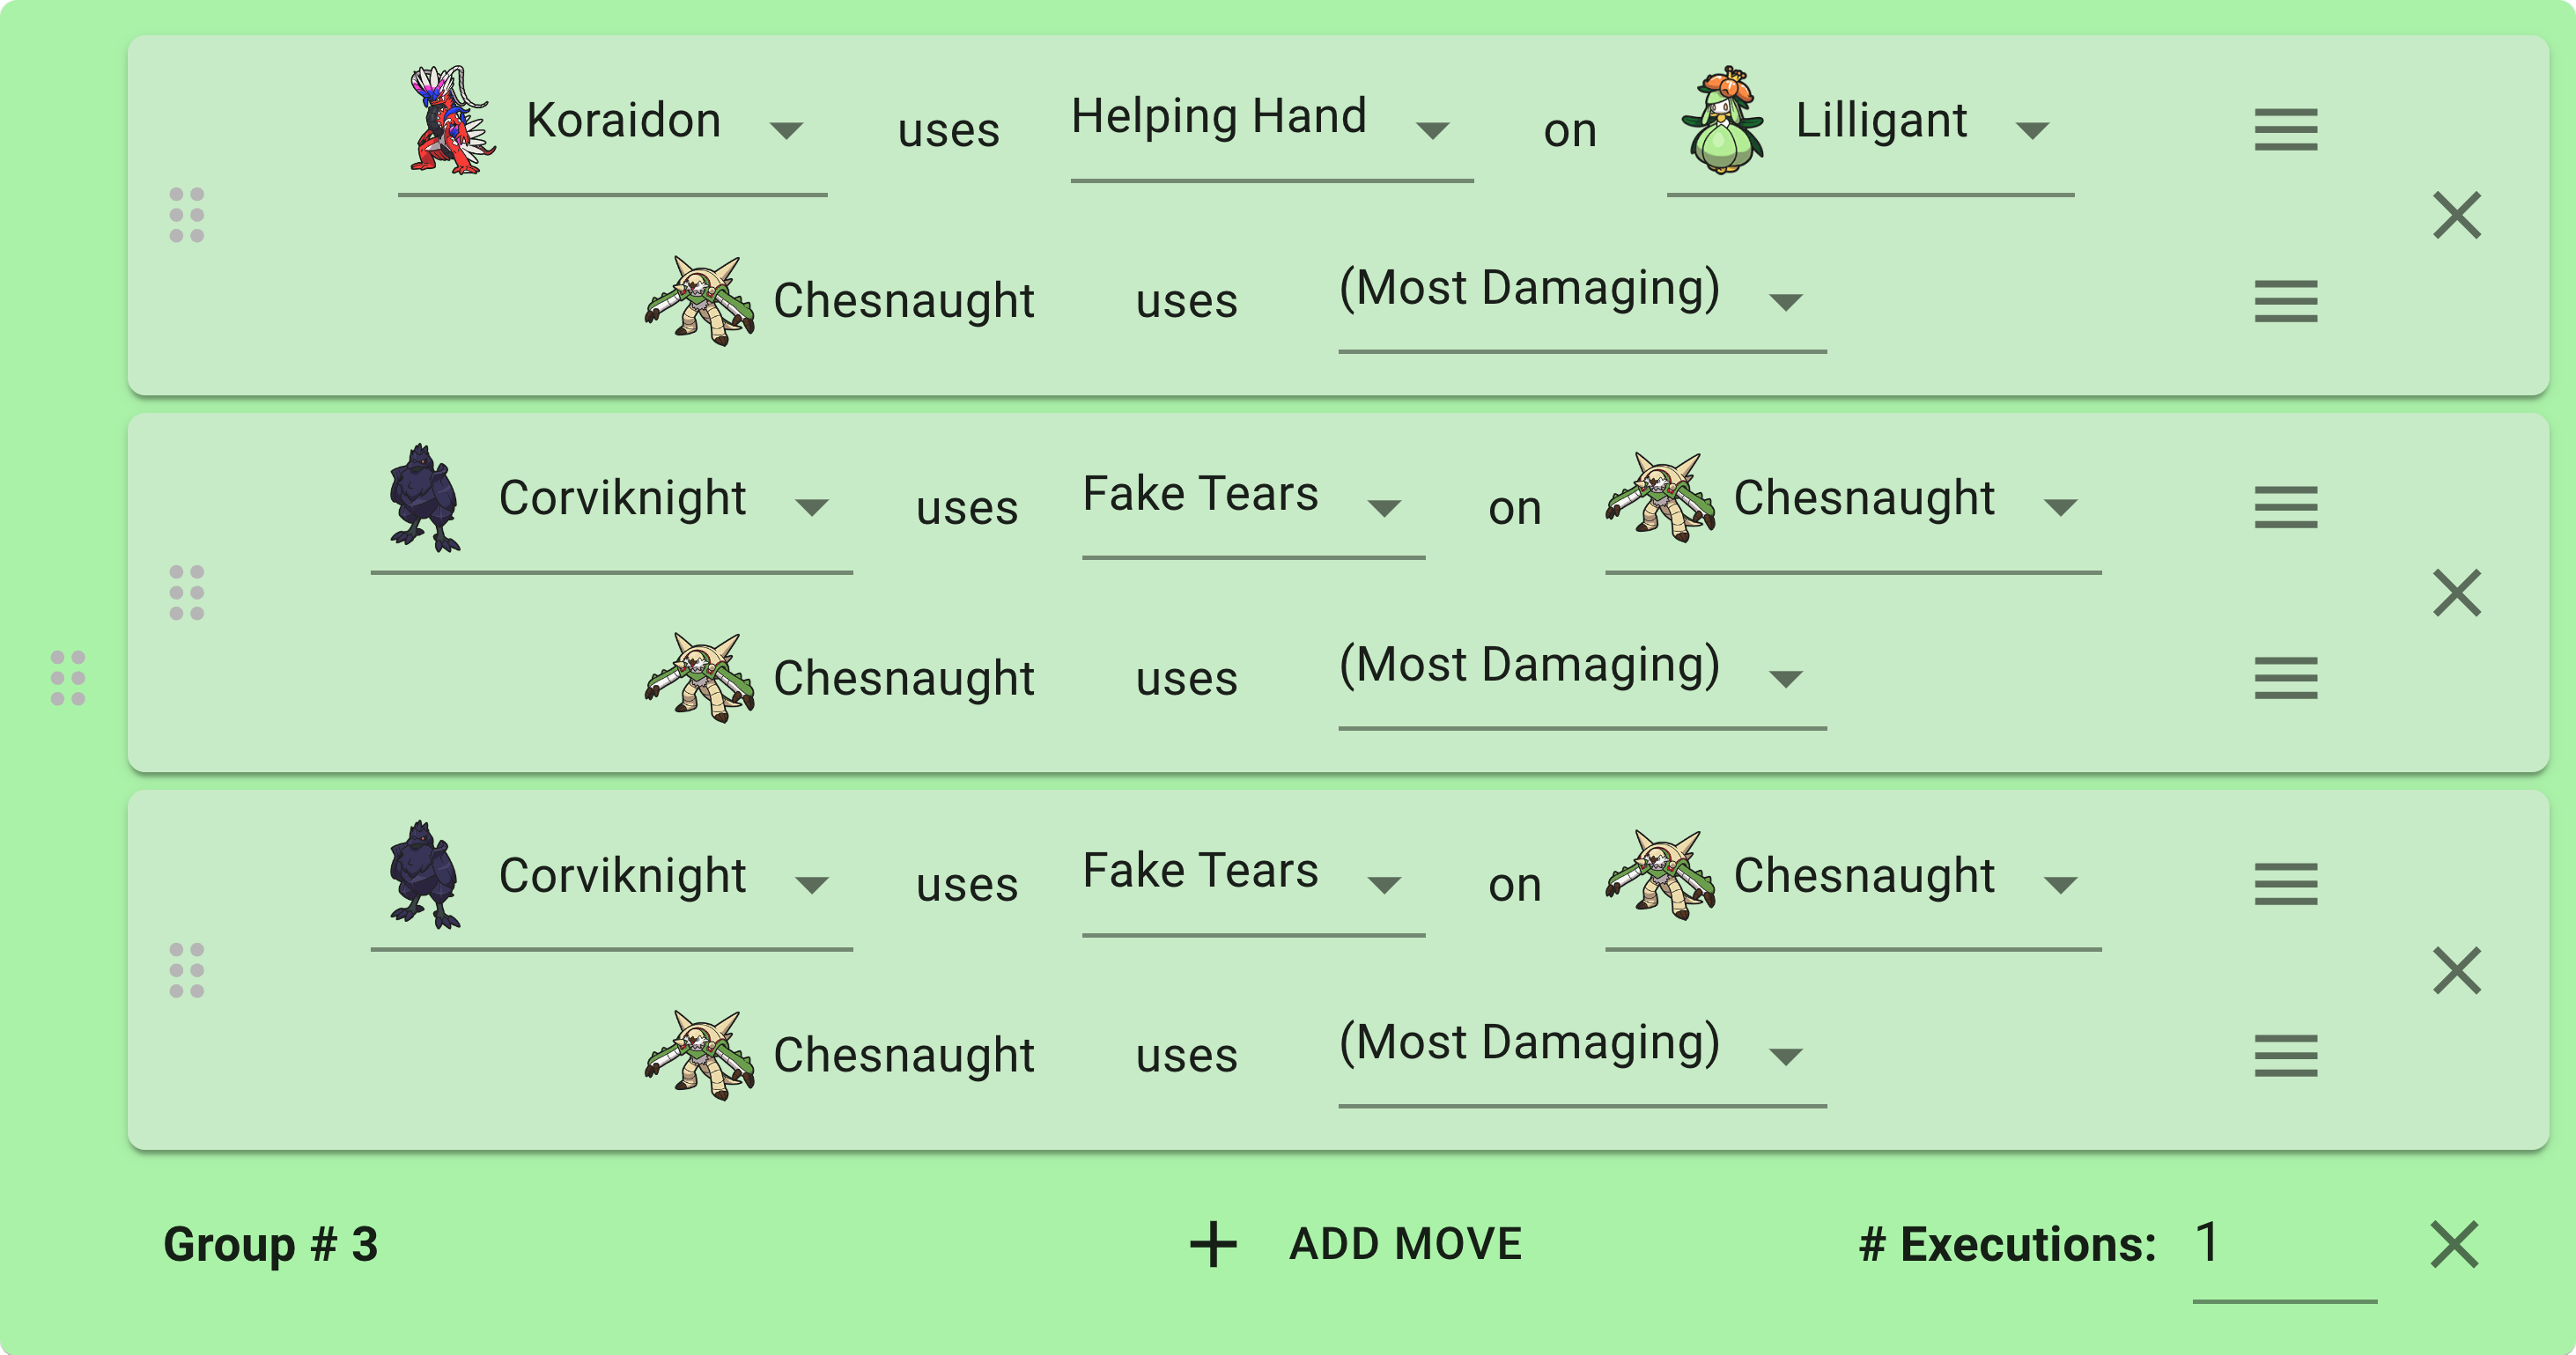 Koraidon uses Helping Hand on Lilligant
Chesnaught uses (Most Damaging)
Corviknight uses Fake Tears on Chesnaught
Chesnaught uses (Most Damaging)
Corviknight uses Fake Tears on Chesnaught
Chesnaught uses (Most Damaging)
Group # 3 ADD MOVE # Executions: 1